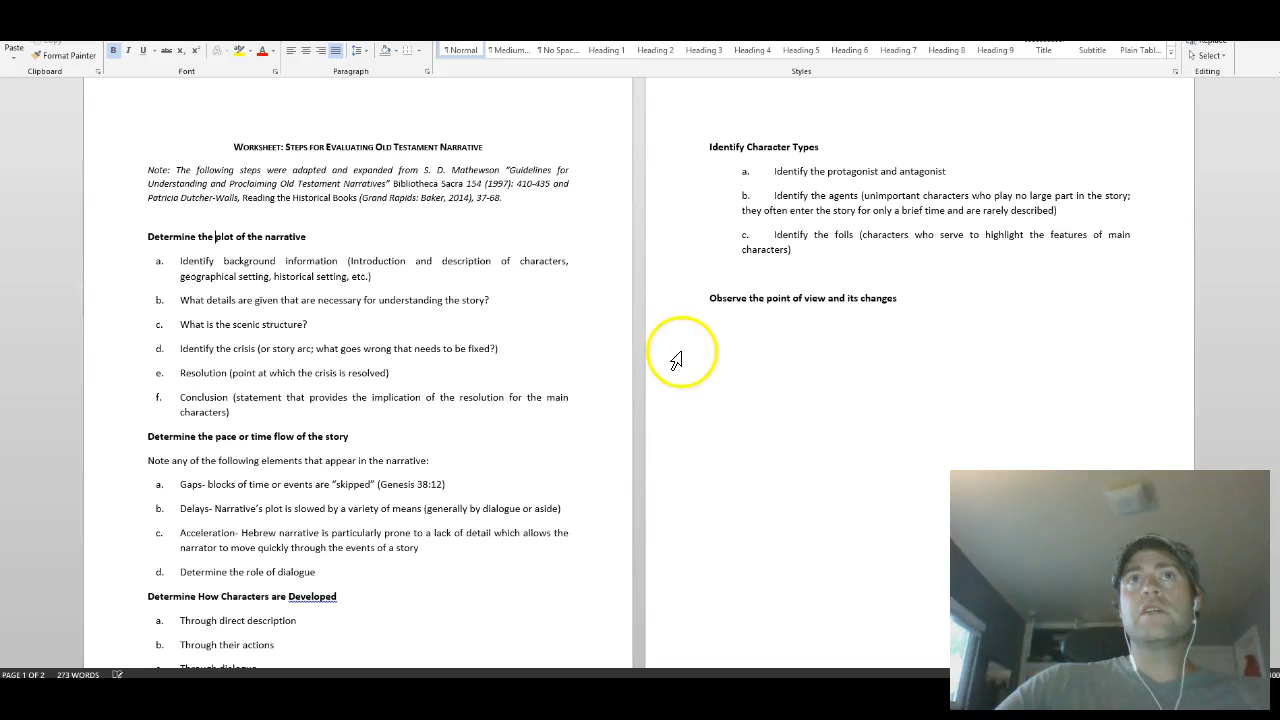 Paste
Format Painter
B I U abc X₂ X² A A
¶ Normal ¶ Medium... ¶ No Spac... Heading 1 Heading 2 Heading 3 Heading 4 Heading 5 Heading 6 Heading 7 Heading 8 Heading 9 Title Subtitle Plain Tabl...
Select
Clipboard Font Paragraph Styles Editing
Worksheet: Steps for Evaluating Old Testament Narrative
Note: The following steps were adapted and expanded from S. D. Mathewson “Guidelines for
Understanding and Proclaiming Old Testament Narratives” Bibliotheca Sacra 154 (1997): 410-435 and
Patricia Dutcher-Walls, Reading the Historical Books (Grand Rapids: Baker, 2014), 37-68.
Determine the plot of the narrative
a. Identify background information (Introduction and description of characters,
geographical setting, historical setting, etc.)
b. What details are given that are necessary for understanding the story?
c. What is the scenic structure?
d. Identify the crisis (or story arc; what goes wrong that needs to be fixed?)
e. Resolution (point at which the crisis is resolved)
f. Conclusion (statement that provides the implication of the resolution for the main
characters)
Determine the pace or time flow of the story
Note any of the following elements that appear in the narrative:
a. Gaps- blocks of time or events are “skipped” (Genesis 38:12)
b. Delays- Narrative’s plot is slowed by a variety of means (generally by dialogue or aside)
c. Acceleration- Hebrew narrative is particularly prone to a lack of detail which allows the
narrator to move quickly through the events of a story
d. Determine the role of dialogue
Determine How Characters are Developed
a. Through direct description
b. Through their actions
Identify Character Types
a. Identify the protagonist and antagonist
b. Identify the agents (unimportant characters who play no large part in the story;
they often enter the story for only a brief time and are rarely described)
c. Identify the foils (characters who serve to highlight the features of main
characters)
Observe the point of view and its changes
PAGE 1 OF 2 273 WORDS